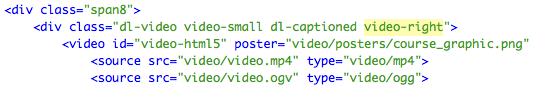 <div class="span8">
<div class="dl-video video-small dl-captioned video-right">
<video id="video-html5" poster="video/posters/course_graphic.png"
<source src="video/video.mp4" type="video/mp4">
<source src="video/video.ogv" type="video/ogg">